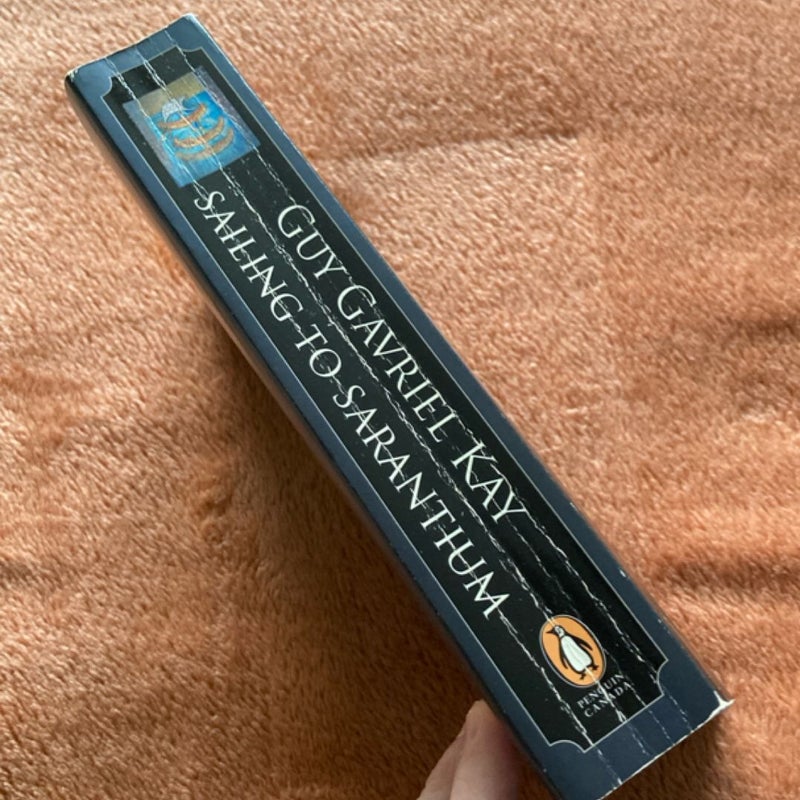 GUY GAVRIEL KAY
SAILING TO SARANTIUM
PENGUIN
CANADA